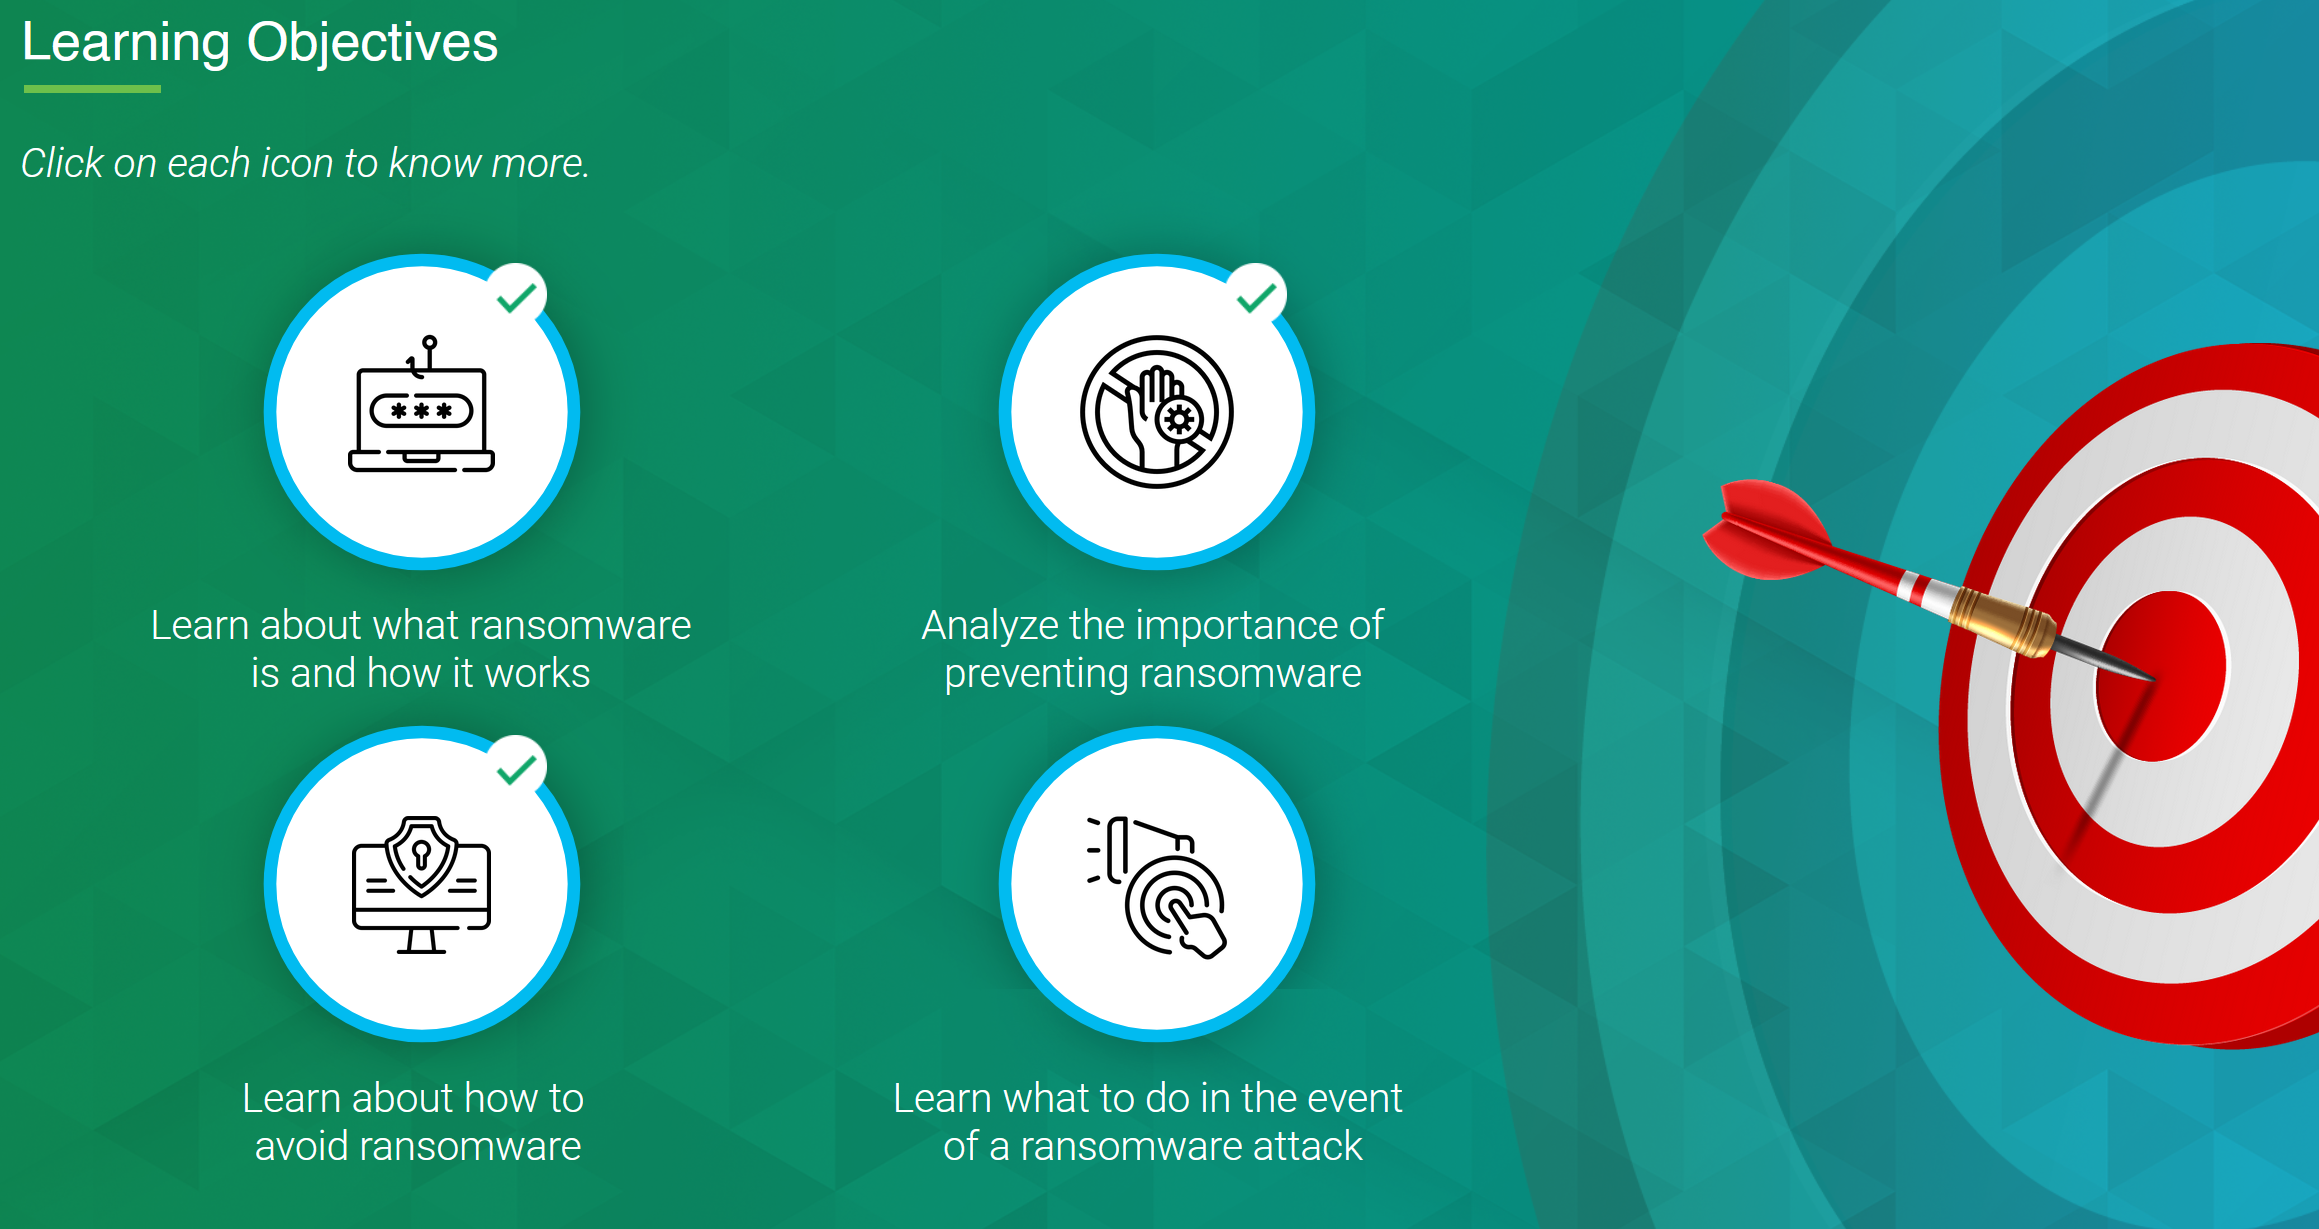 Learning Objectives
Click on each icon to know more.
Learn about what ransomware
is and how it works
Analyze the importance of
preventing ransomware
Learn about how to
avoid ransomware
Learn what to do in the event
of a ransomware attack